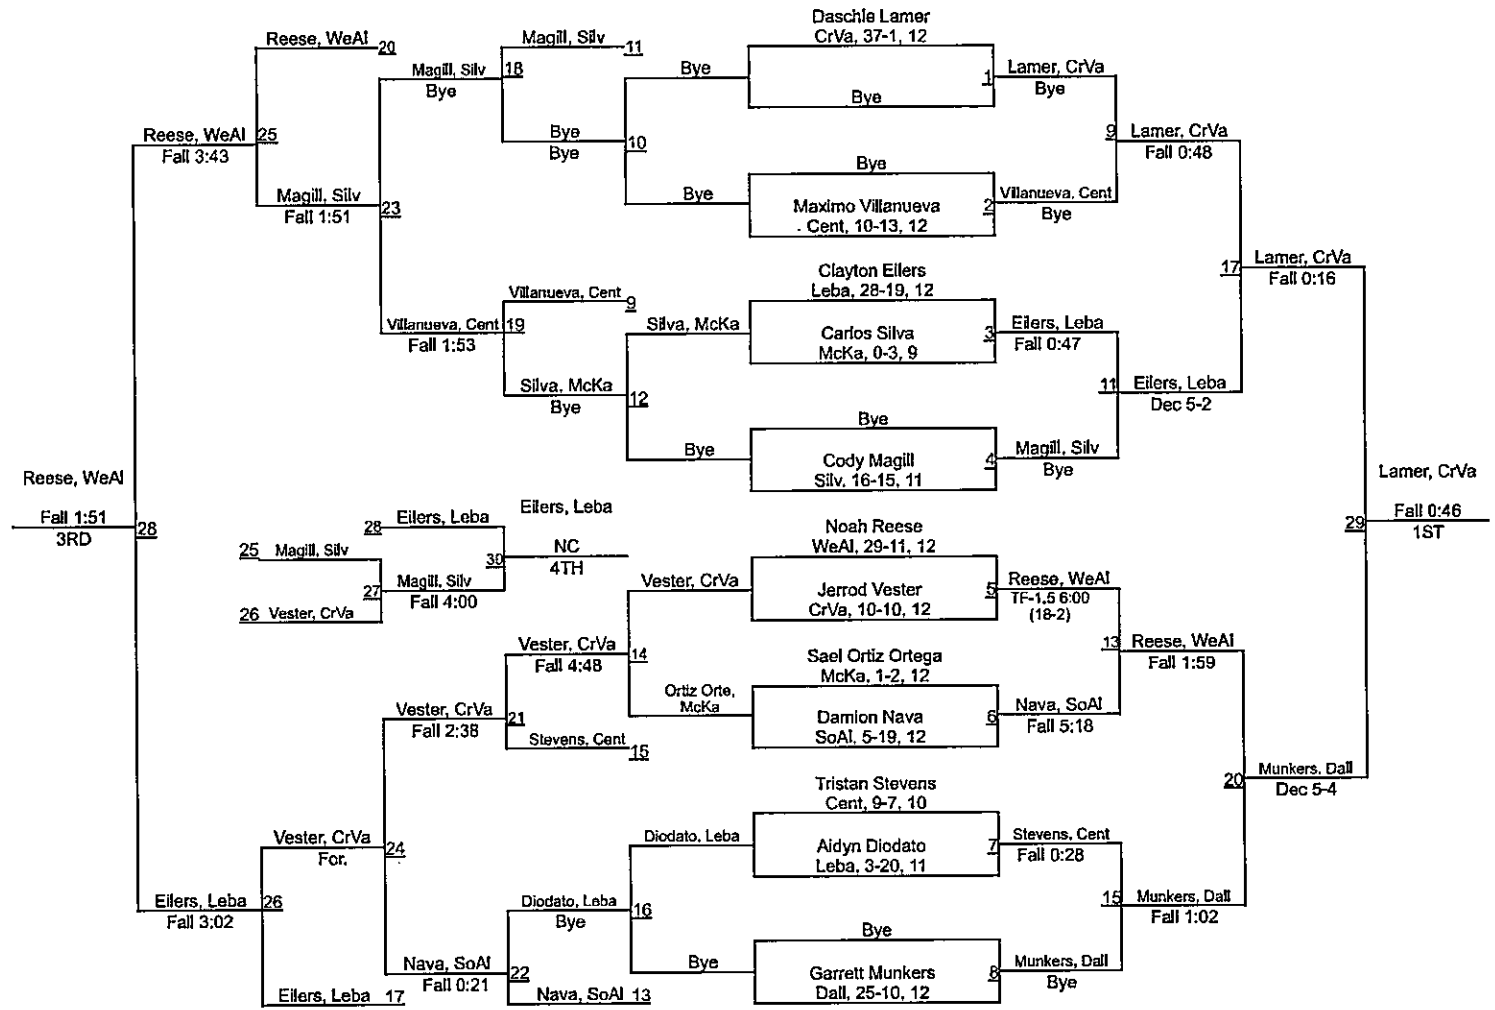 Daschle Lamer
CrVa, 37-1, 12
Reese, WeAl
20
Magill, Silv
11
Magill, Silv
18
Bye
Bye
1
Lamer, CrVa
Bye
Bye
Reese, WeAl
25
Fall 3:43
Bye
10
Bye
9
Lamer, CrVa
Fall 0:48
Bye
Magill, Silv
23
Fall 1:51
Bye
Maximo Villanueva
Cent, 10-13, 12
2
Villanueva, Cent
Bye
17
Lamer, CrVa
Fall 0:16
Clayton Eilers
Leba, 28-19, 12
Villanueva, Cent
9
Villanueva, Cent
19
Fall 1:53
Silva, McKa
Carlos Silva
McKa, 0-3, 9
3
Eilers, Leba
Fall 0:47
Silva, McKa
12
Bye
11
Eilers, Leba
Dec 5-2
Bye
Bye
Cody Magill
Silv, 16-15, 11
4
Magill, Silv
Bye
Reese, WeAl
Lamer, CrVa
Fall 1:51
28
3RD
28
Eilers, Leba
Eilers, Leba
Noah Reese
WeAl, 29-11, 12
29
Fall 0:46
1ST
25
Magill, Silv
30
NC
4TH
27
Magill, Silv
Fall 4:00
26
Vester, CrVa
Vester, CrVa
Jerrod Vester
CrVa, 10-10, 12
5
Reese, WeAl
TF-1.5 6:00
(18-2)
Vester, CrVa
14
Fall 4:48
Sael Ortiz Ortega
McKa, 1-2, 12
13
Reese, WeAl
Fall 1:59
Ortiz Orte,
McKa
Damion Nava
SoAl, 5-19, 12
6
Nava, SoAl
Fall 5:18
Vester, CrVa
21
Fall 2:38
Stevens, Cent
15
20
Munkers, Dall
Dec 5-4
Tristan Stevens
Cent, 9-7, 10
Vester, CrVa
24
For.
Diodato, Leba
Aidyn Diodato
Leba, 3-20, 11
7
Stevens, Cent
Fall 0:28
Eilers, Leba
26
Fall 3:02
Diodato, Leba
16
Bye
15
Munkers, Dall
Fall 1:02
Bye
Nava, SoAl
22
Fall 0:21
Bye
Garrett Munkers
Dall, 25-10, 12
8
Munkers, Dall
Bye
Eilers, Leba
17
Nava, SoAl
13